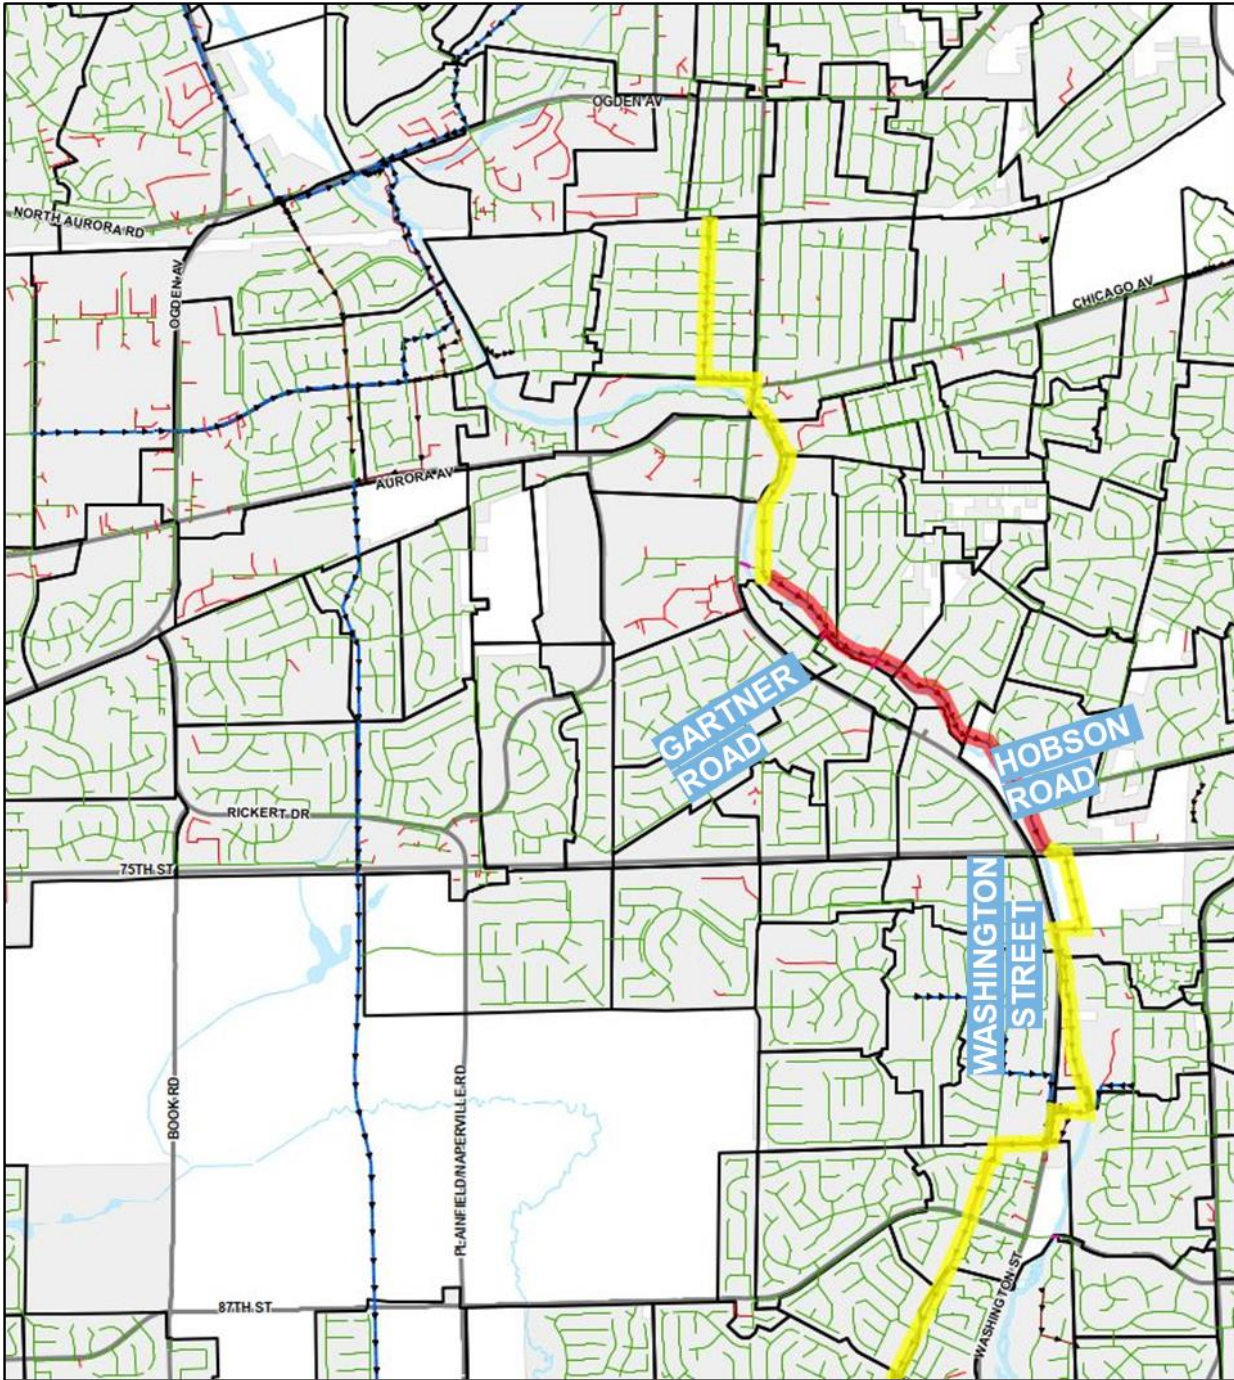 OGDEN AV
NORTH AURORA RD
OGDEN AV
CHICAGO AV
AURORA AV
GARTNER
ROAD
HOBSON
ROAD
RICKERT DR
75TH ST
WASHINGTON
STREET
BOOK RD
PLAINFIELD/NAPERVILLE RD
87TH ST
WASHINGTON ST